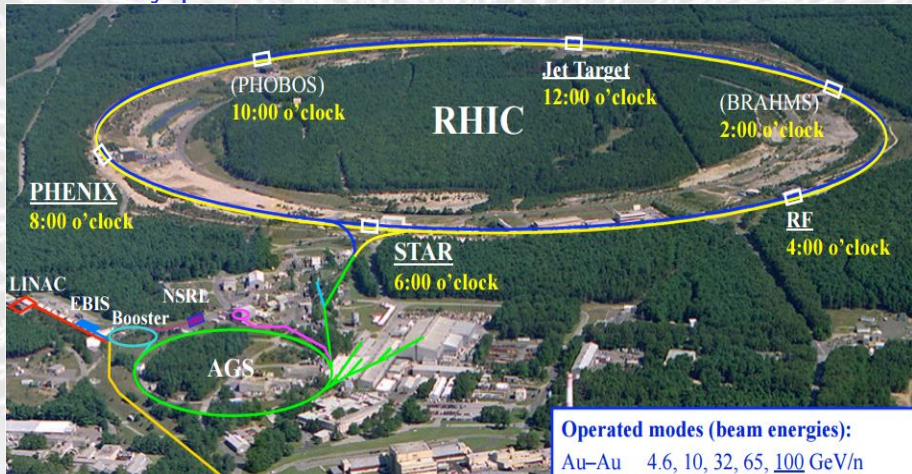 (PHOBOS)
10:00 o'clock
Jet Target
12:00 o'clock
RHIC
(BRAHMS)
2:00 o'clock
PHENIX
8:00 o'clock
STAR
6:00 o'clock
RF
4:00 o'clock
LINAC
EBIS
Booster
NSRL
AGS
Operated modes (beam energies):
Au–Au 4.6, 10, 32, 65, 100 GeV/n